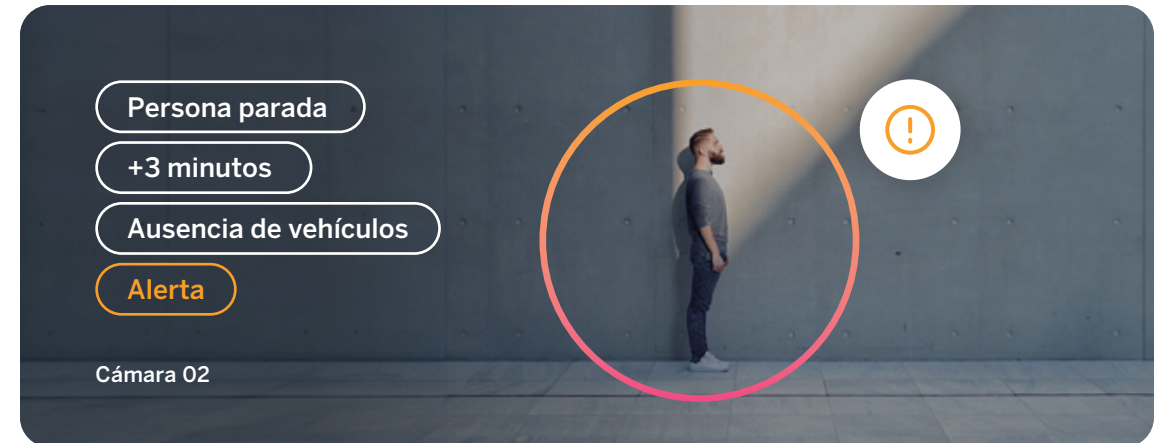 Persona parada
+3 minutos
Ausencia de vehículos
Alerta
Cámara 02